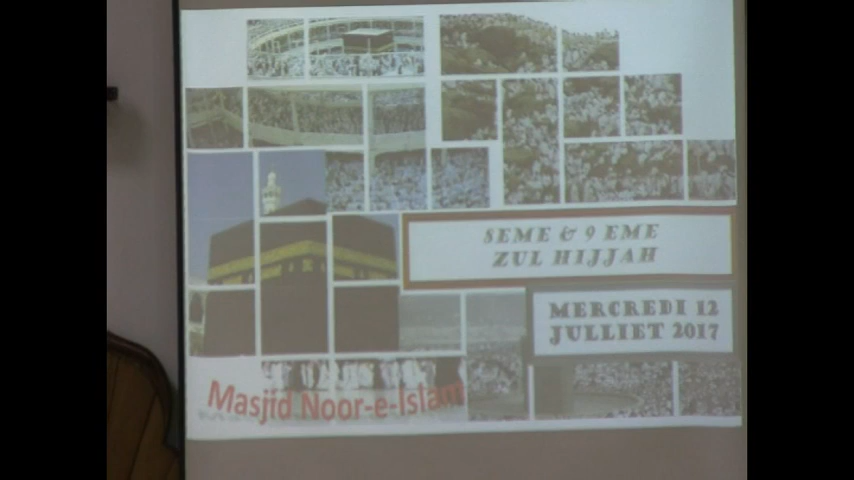 8EME & 9 EME
ZUL HIJJAH
MERCREDI 12
JULLIET 2017
Masjid Noor-e-Islam